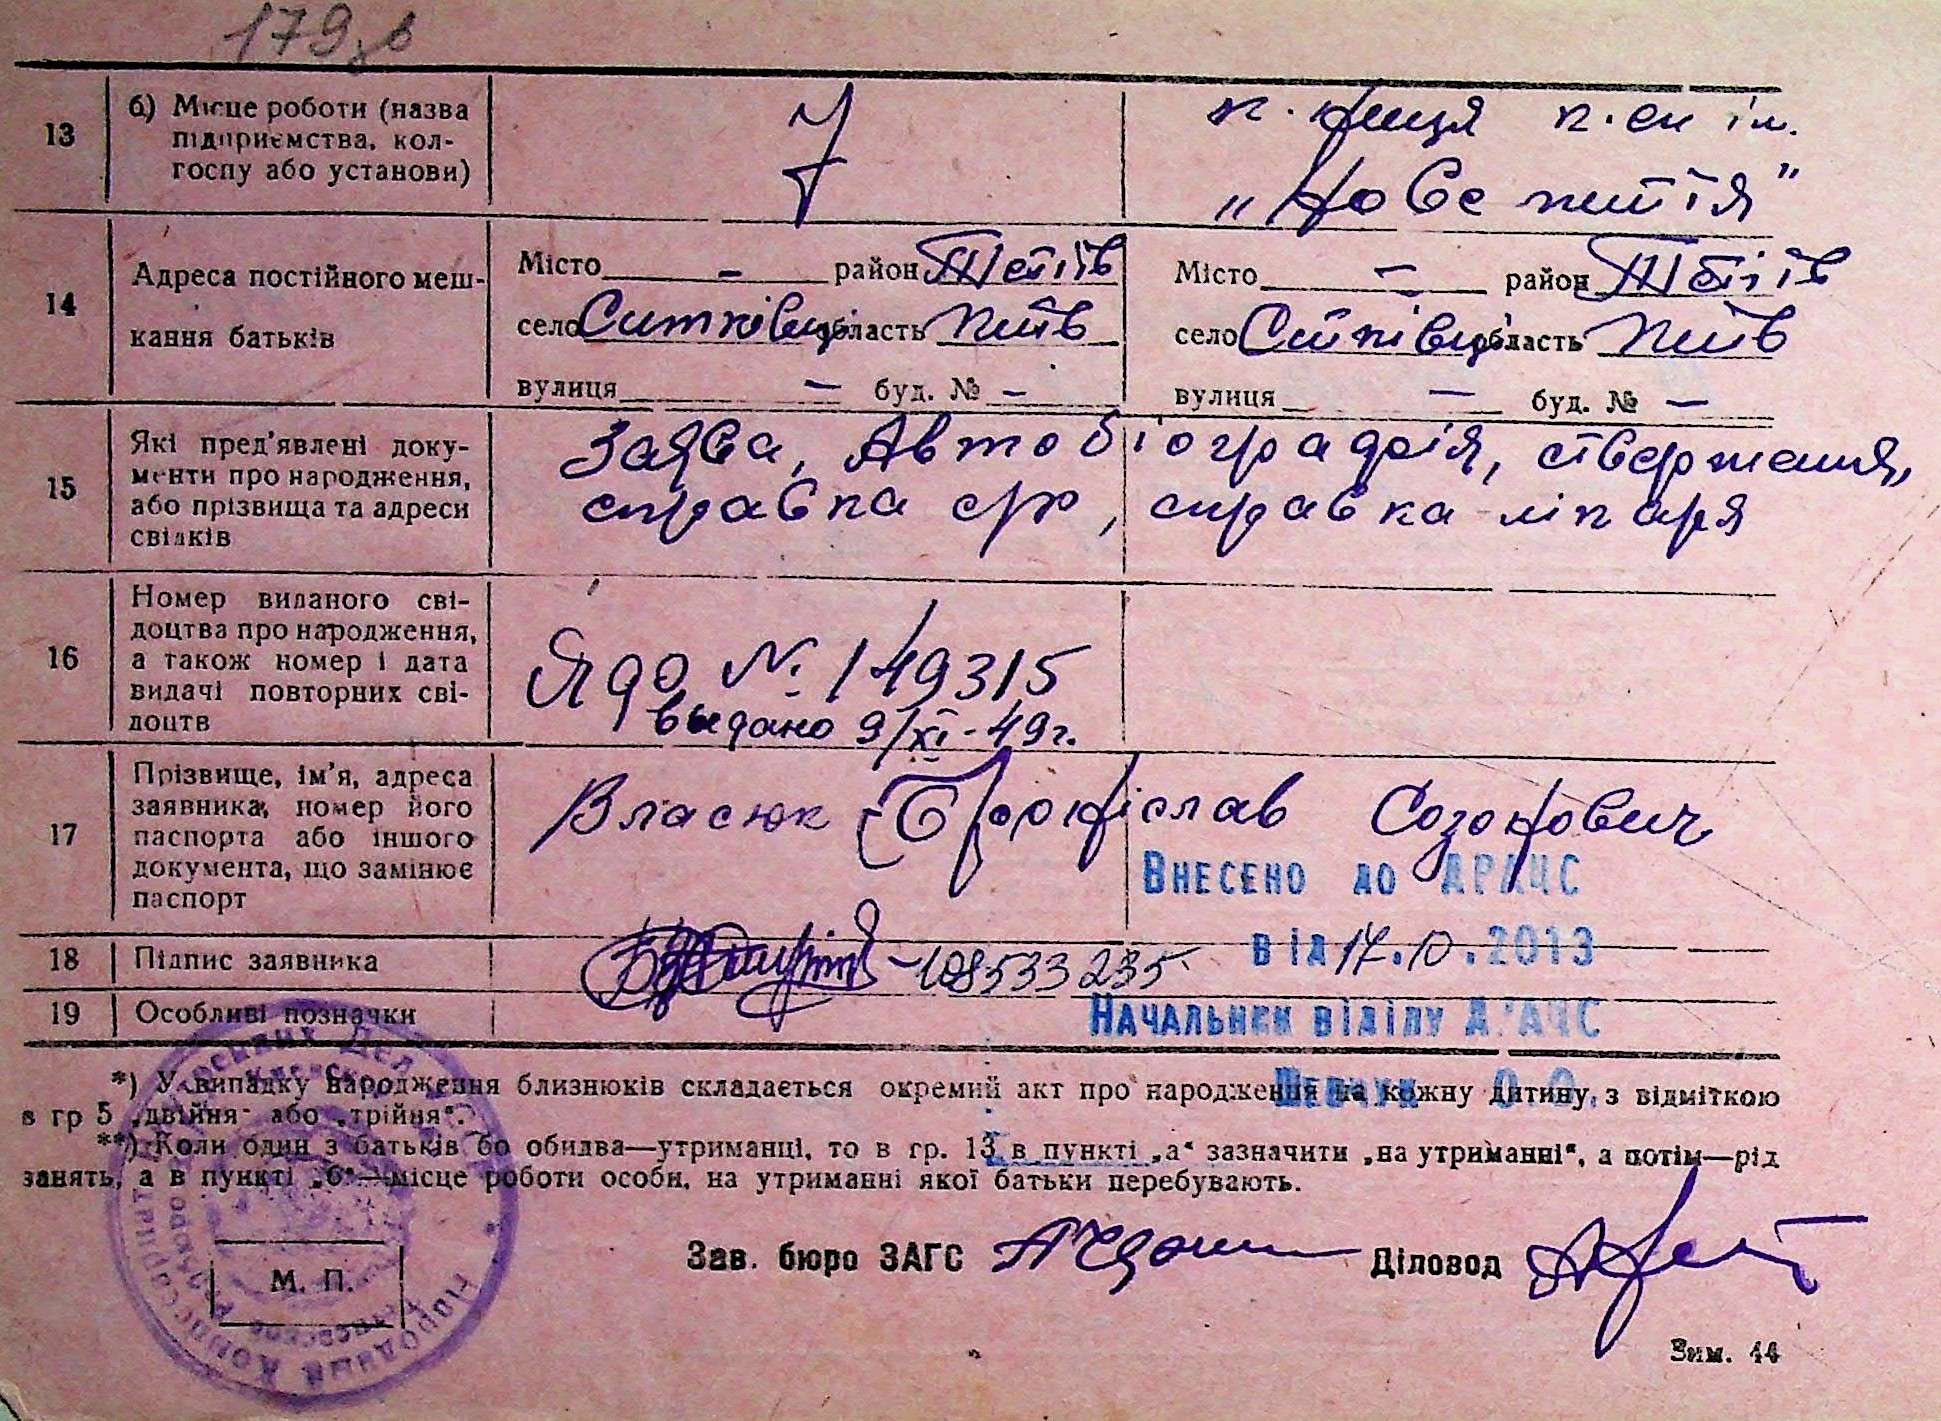 179
13
б) Місце роботи (назва
підприємства, кол-
госпу або установи)
к-ниця к-сп ім.
„Нове життя”
14
Адреса постійного меш-
кання батьків
Місто – район Тетіїв
село Ситківці область Київ
вулиця – буд. № –
Місто – район Тетіїв
село Ситківці область Київ
вулиця – буд. № –
15
Які пред'явлені доку-
менти про народження,
або прізвища та адреси
свідків
Заява, Автобіографія, ствердження,
справка с/р, справка лікаря
16
Номер виданого сві-
доцтва про народження,
а також номер і дата
видачі повторних сві-
доцтв
№ 149315
выдано 9/XI-49г.
17
Прізвище, ім'я, адреса
заявника, номер його
паспорта або іншого
документа, що замінює
паспорт
Власюк Броніслав Созонович
Внесено до ДРАЦС
від 17.10.2013
Начальник відділу ДРАЦС
Шевчук О.О.
18
Підпис заявника
-108533235
19
Особливі позначки
*) У випадку народження близнюків складається окремий акт про народження на кожну дитину, з відміткою
в гр 5 „двійня" або „трійня".
**) Коли один з батьків бо обидва—утриманці, то в гр. 13 в пункті „а" зазначити „на утриманні", а потім—рід
занять, а в пункті „б"—місце роботи особи, на утриманні якої батьки перебувають.
М. П.
Зав. бюро ЗАГС
Діловод
Зим. 44